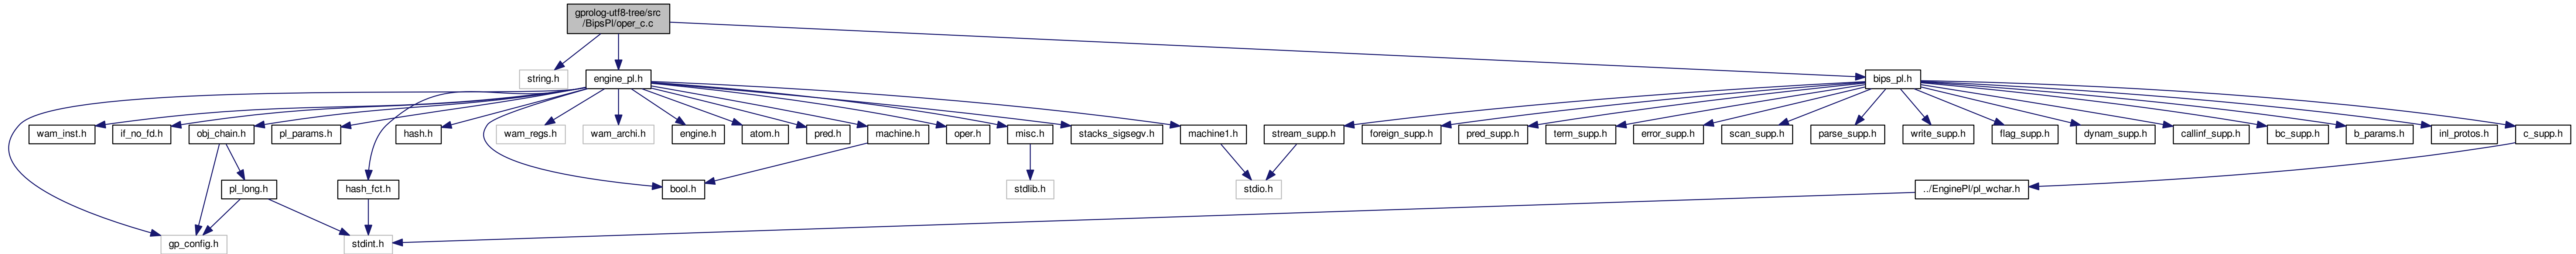 gprolog-utf8-tree/src
/BipsPl/oper_c.c
string.h
engine_pl.h
bips_pl.h
wam_inst.h
if_no_fd.h
obj_chain.h
pl_params.h
hash.h
wam_regs.h
wam_archi.h
engine.h
atom.h
pred.h
machine.h
oper.h
misc.h
stacks_sigsegv.h
machine1.h
stream_supp.h
foreign_supp.h
pred_supp.h
term_supp.h
error_supp.h
scan_supp.h
parse_supp.h
write_supp.h
flag_supp.h
dynam_supp.h
callinf_supp.h
bc_supp.h
b_params.h
inl_protos.h
c_supp.h
pl_long.h
hash_fct.h
bool.h
stdlib.h
stdio.h
../EnginePl/pl_wchar.h
gp_config.h
stdint.h